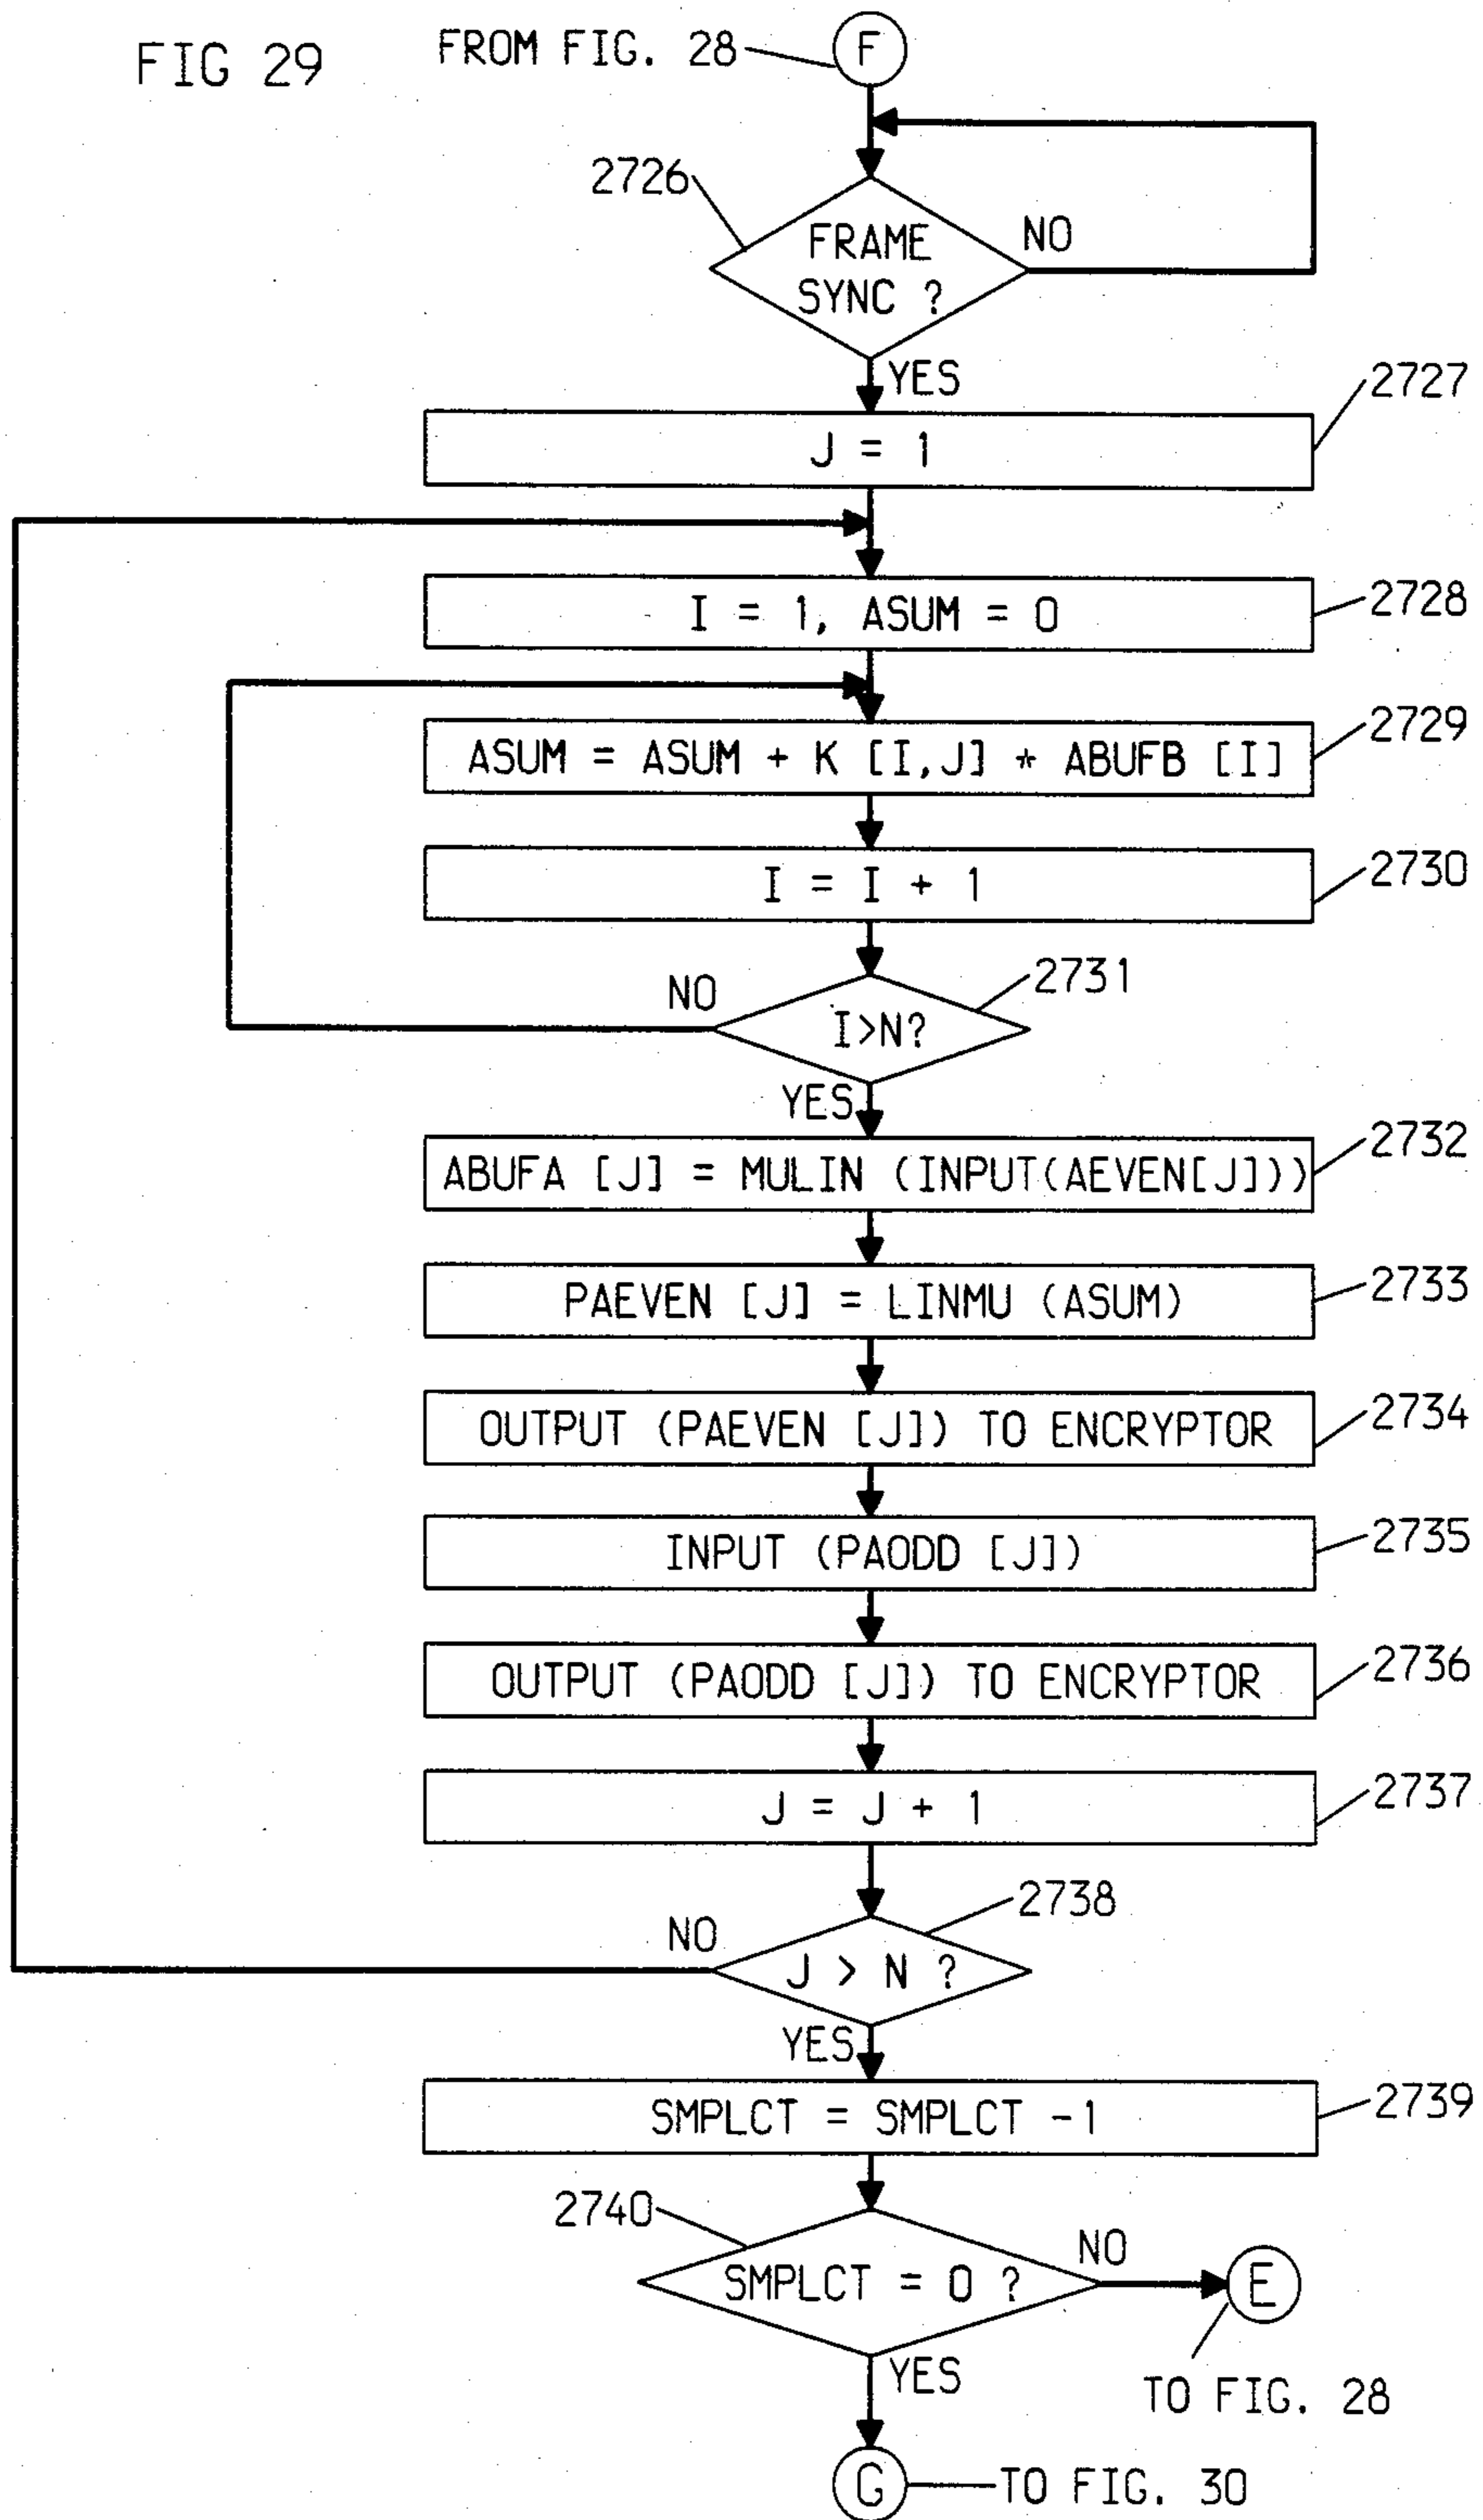 FIG 29
FROM FIG. 28
F
2726
FRAME
SYNC ?
NO
YES
2727
J = 1
2728
I = 1, ASUM = 0
2729
ASUM = ASUM + K [I,J] * ABUFB [I]
2730
I = I + 1
2731
NO
I>N?
YES
2732
ABUFA [J] = MULIN (INPUT(AEVEN[J]))
2733
PAEVEN [J] = LINMU (ASUM)
2734
OUTPUT (PAEVEN [J]) TO ENCRYPTOR
2735
INPUT (PAODD [J])
2736
OUTPUT (PAODD [J]) TO ENCRYPTOR
2737
J = J + 1
2738
NO
J > N ?
YES
2739
SMPLCT = SMPLCT -1
2740
NO
SMPLCT = 0 ?
E
YES
TO FIG. 28
G
TO FIG. 30